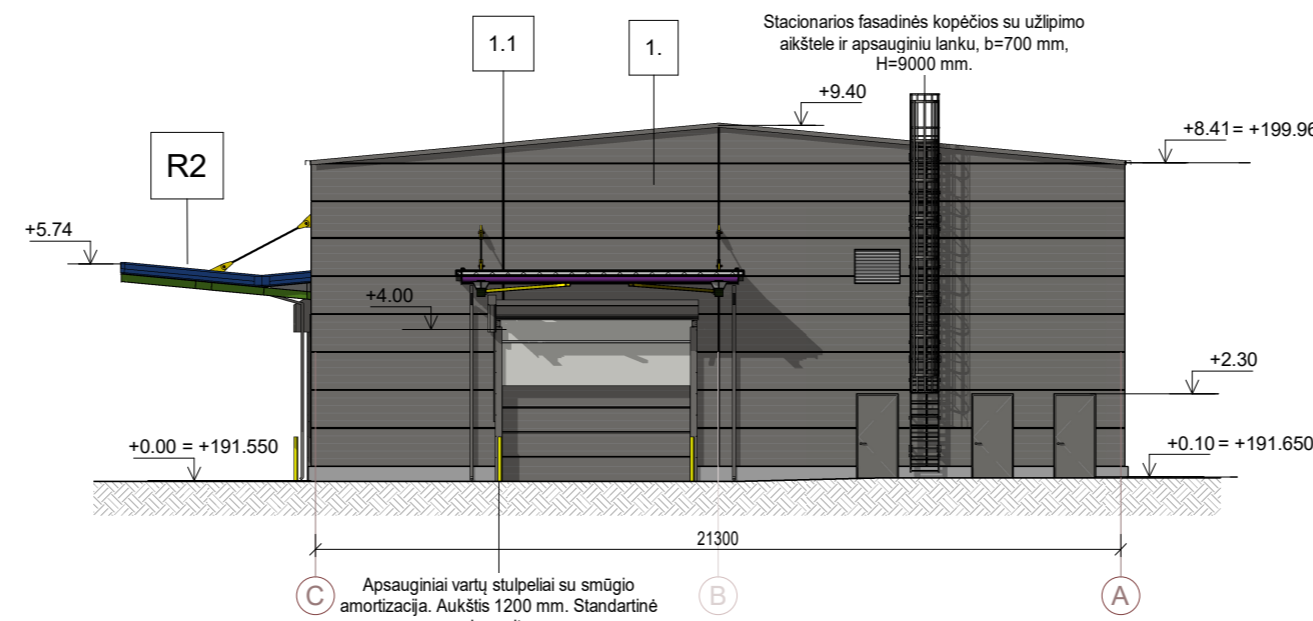 Stacionarios fasadinės kopėčios su užlipimo
aikštele ir apsauginiu lanku, b=700 mm,
H=9000 mm.
1.1
1.
R2
+9.40
+8.41 = +199.96
+5.74
+4.00
+2.30
+0.00 = +191.550
+0.10 = +191.650
21300
C
B
A
Apsauginiai vartų stulpeliai su smūgio
amortizacija. Aukštis 1200 mm. Standartinė